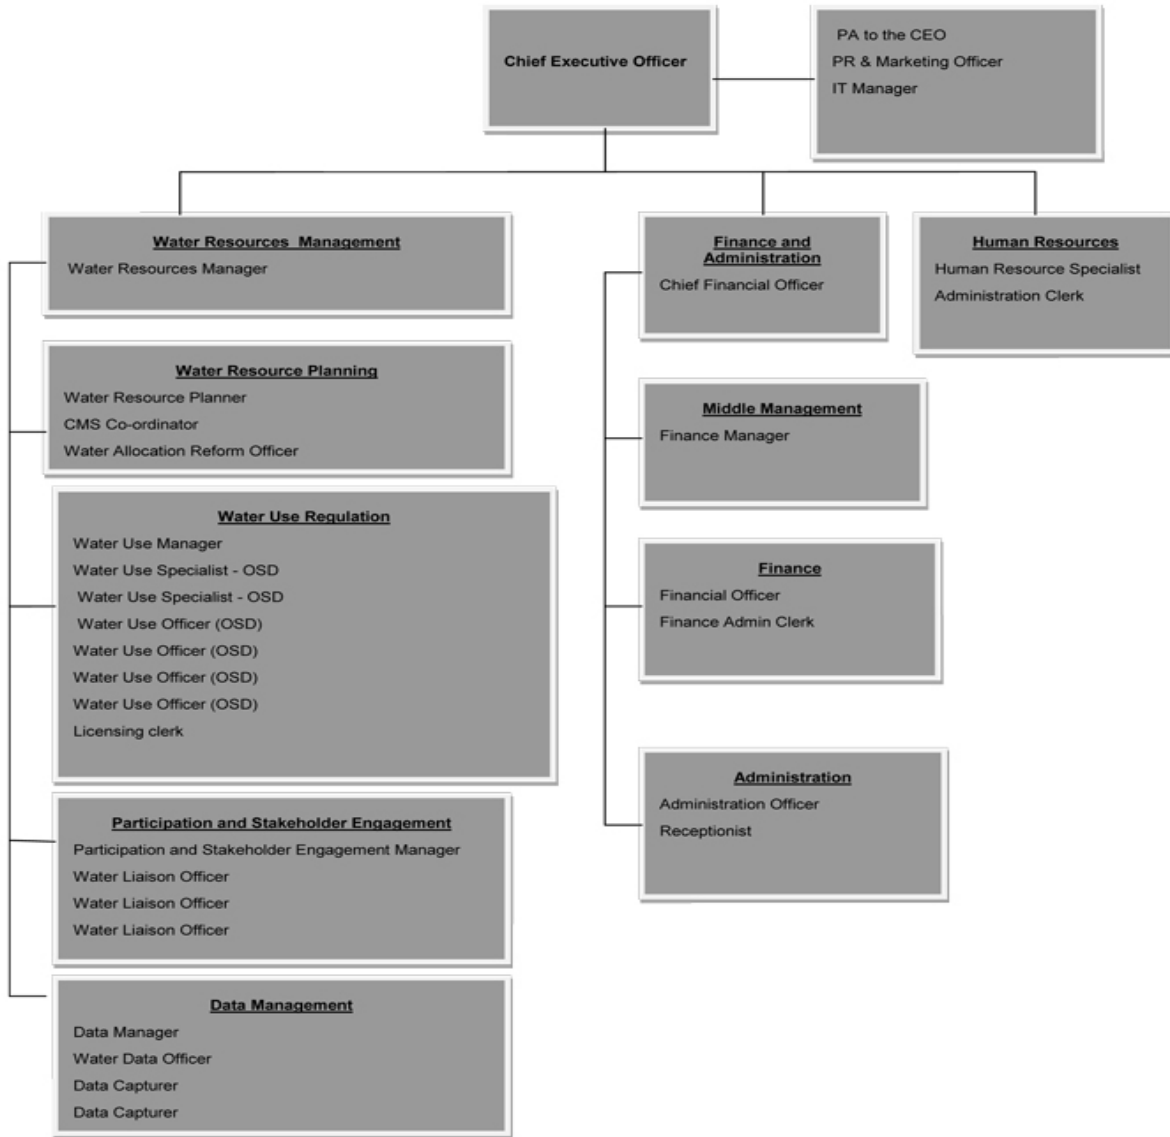 Chief Executive Officer
PA to the CEO
PR & Marketing Officer
IT Manager
Water Resources Management
Water Resources Manager
Water Resource Planning
Water Resource Planner
CMS Co-ordinator
Water Allocation Reform Officer
Water Use Regulation
Water Use Manager
Water Use Specialist - OSD
Water Use Specialist - OSD
Water Use Officer (OSD)
Water Use Officer (OSD)
Water Use Officer (OSD)
Water Use Officer (OSD)
Licensing clerk
Participation and Stakeholder Engagement
Participation and Stakeholder Engagement Manager
Water Liaison Officer
Water Liaison Officer
Water Liaison Officer
Data Management
Data Manager
Water Data Officer
Data Capturer
Data Capturer
Finance and
Administration
Chief Financial Officer
Middle Management
Finance Manager
Finance
Financial Officer
Finance Admin Clerk
Administration
Administration Officer
Receptionist
Human Resources
Human Resource Specialist
Administration Clerk